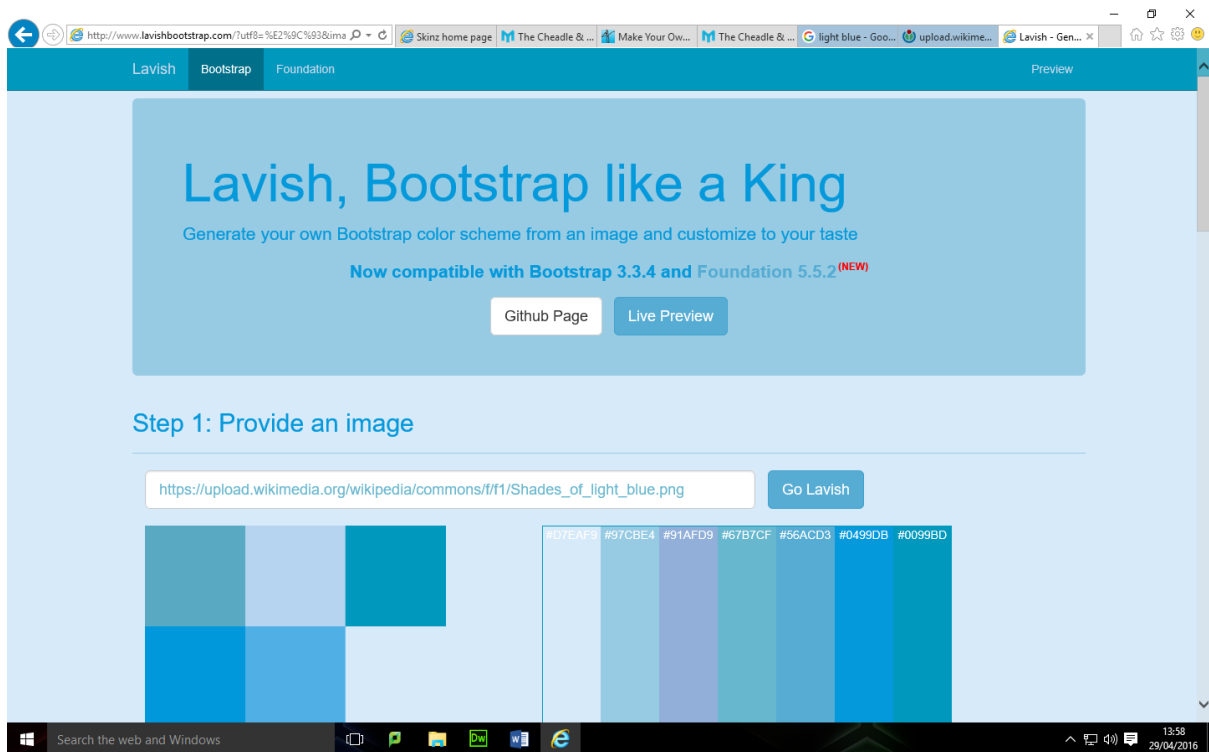 http://www.lavishbootstrap.com/?utf8=%E2%9C%93&ima
Skinz home page
The Cheadle & ...
Make Your Ow...
The Cheadle & ...
light blue - Goo...
upload.wikime...
Lavish - Gen...
Lavish Bootstrap Foundation Preview
Lavish, Bootstrap like a King
Generate your own Bootstrap color scheme from an image and customize to your taste
Now compatible with Bootstrap 3.3.4 and Foundation 5.5.2 (NEW)
Github Page Live Preview
Step 1: Provide an image
https://upload.wikimedia.org/wikipedia/commons/f/f1/Shades_of_light_blue.png Go Lavish
#D7EAF9 #97CBE4 #91AFD9 #67B7CF #56ACD3 #0499DB #0099BD
Search the web and Windows
Dw
W
13:58
29/04/2016